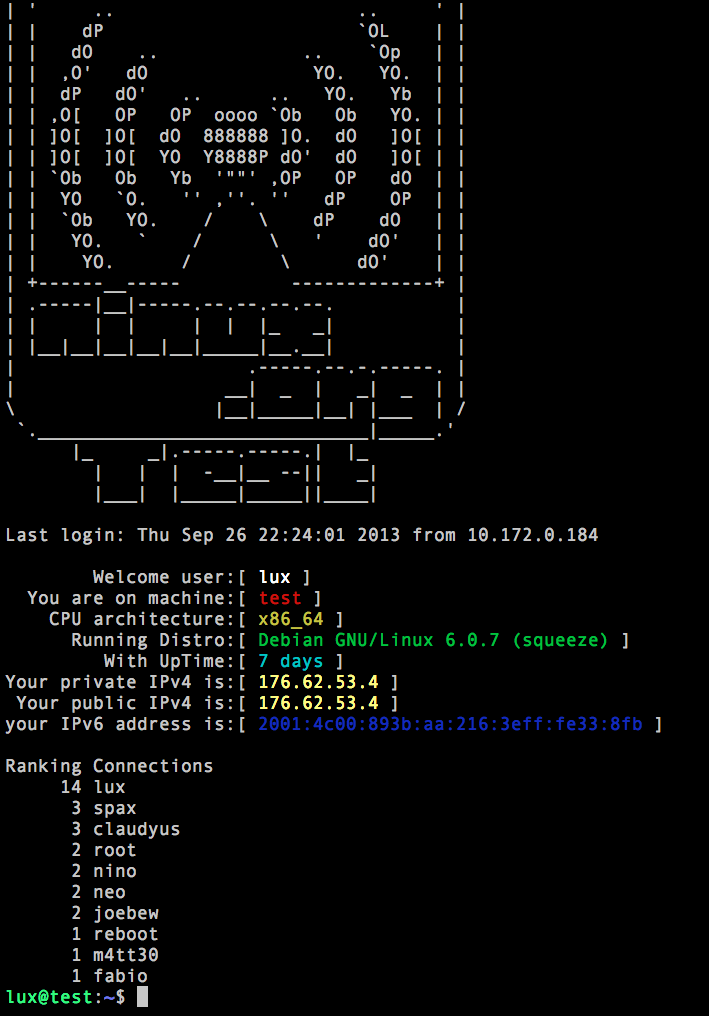 ninux
.org
Test
Last login: Thu Sep 26 22:24:01 2013 from 10.172.0.184
Welcome user:[ lux ]
You are on machine:[ test ]
CPU architecture:[ x86_64 ]
Running Distro:[ Debian GNU/Linux 6.0.7 (squeeze) ]
With UpTime:[ 7 days ]
Your private IPv4 is:[ 176.62.53.4 ]
Your public IPv4 is:[ 176.62.53.4 ]
your IPv6 address is:[ 2001:4c00:893b:aa:216:3eff:fe33:8fb ]
Ranking Connections
14 lux
3 spax
3 claudyus
2 root
2 nino
2 neo
2 joebew
1 reboot
1 m4tt30
1 fabio
lux@test:~$